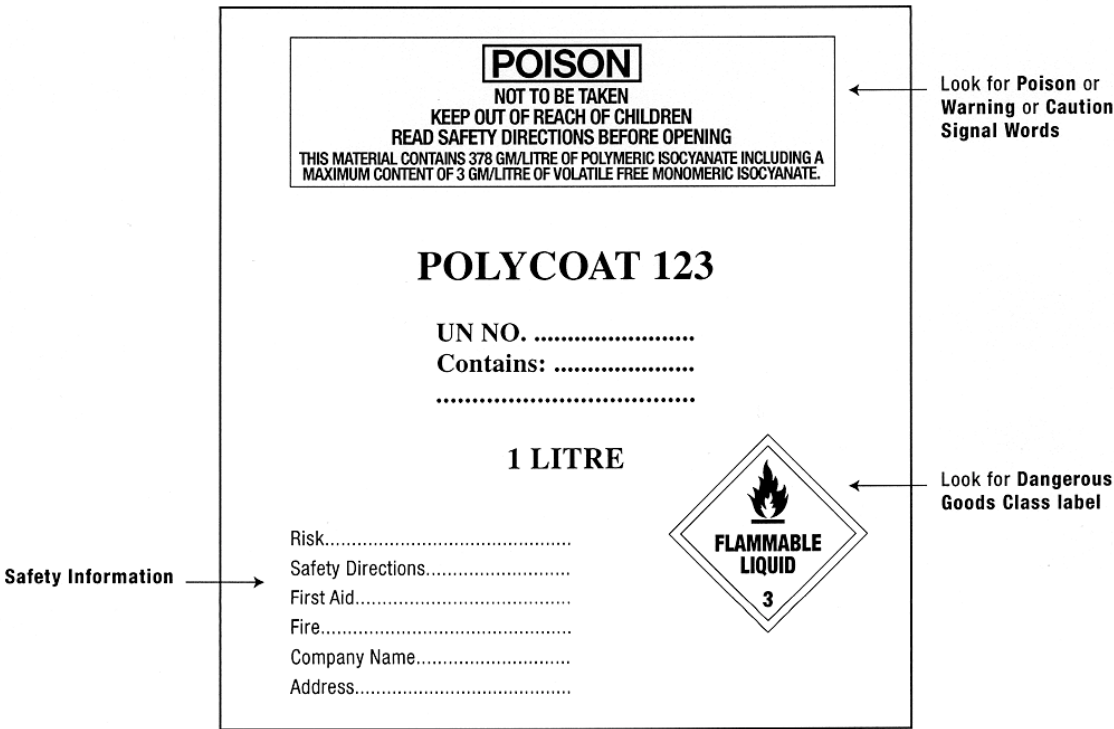 POISON
NOT TO BE TAKEN
KEEP OUT OF REACH OF CHILDREN
READ SAFETY DIRECTIONS BEFORE OPENING
THIS MATERIAL CONTAINS 378 GM/LITRE OF POLYMERIC ISOCYANATE INCLUDING A
MAXIMUM CONTENT OF 3 GM/LITRE OF VOLATILE FREE MONOMERIC ISOCYANATE.
Look for Poison or
Warning or Caution
Signal Words
POLYCOAT 123
UN NO. ........................
Contains: .....................
.......................................
1 LITRE
FLAMMABLE
LIQUID
3
Look for Dangerous
Goods Class label
Safety Information
Risk..............................................
Safety Directions...........................
First Aid........................................
Fire...............................................
Company Name.............................
Address.........................................